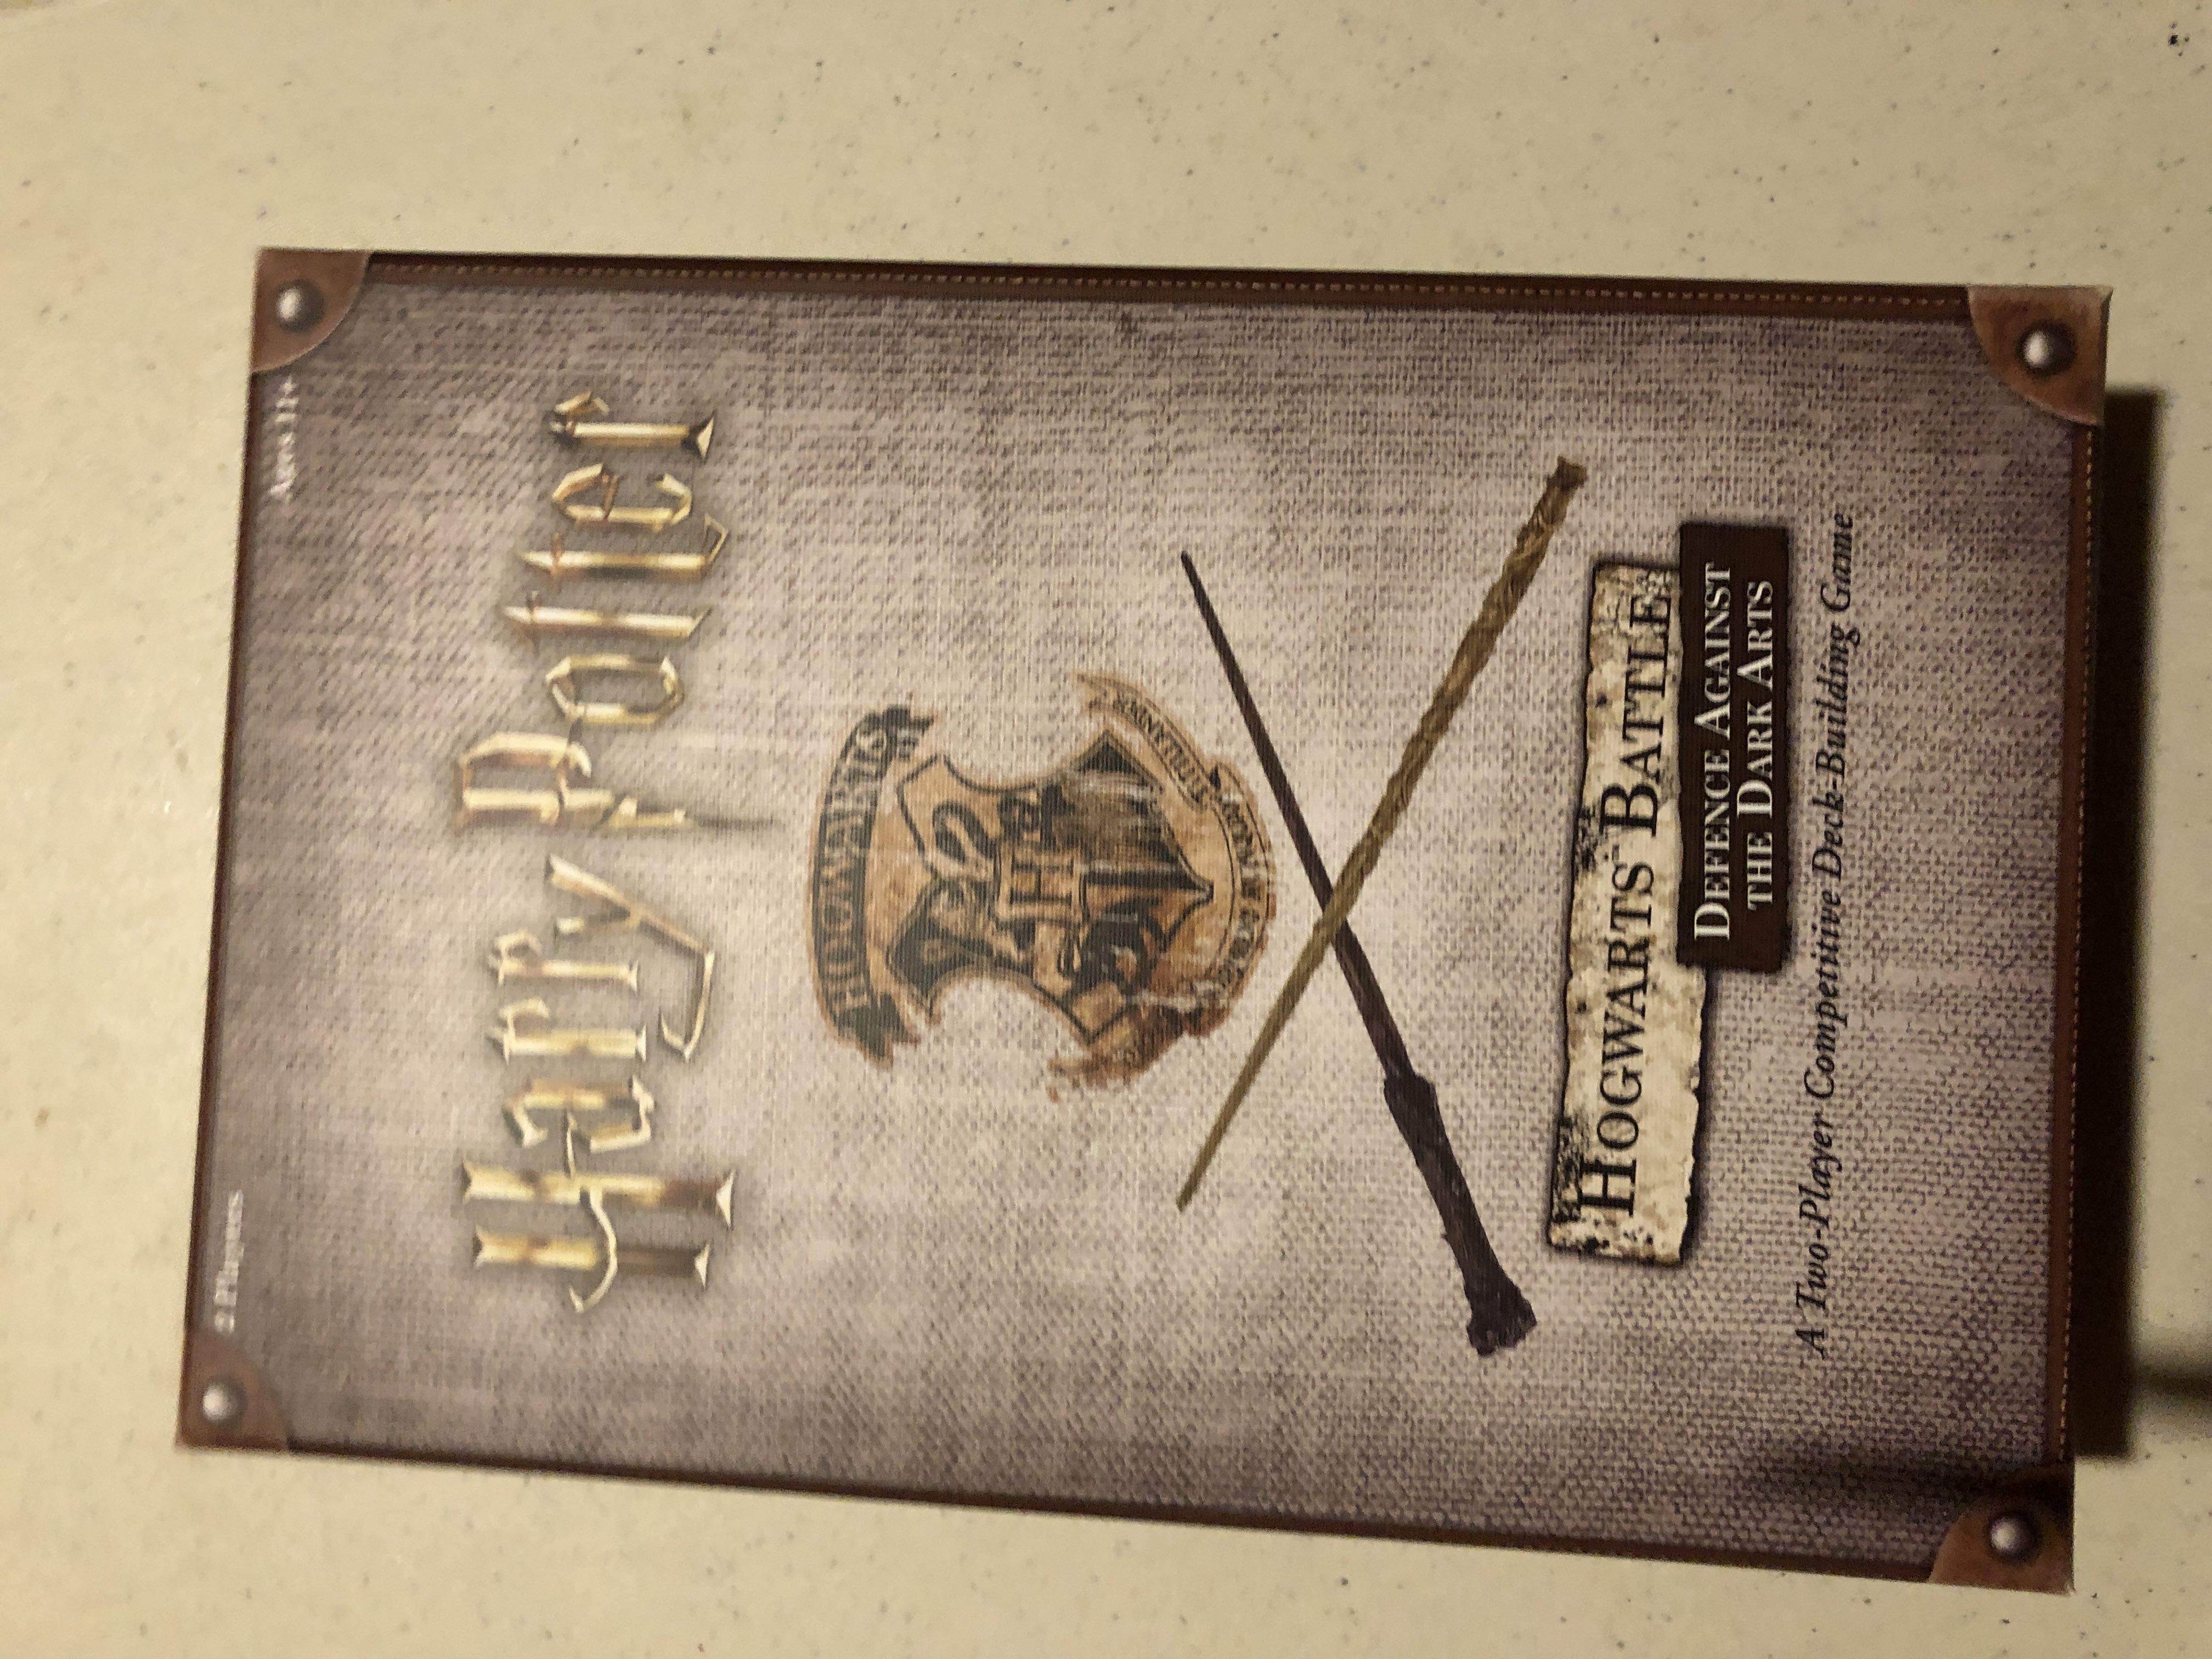 2 Players
Ages 11+
Harry Potter
HOGWARTS
HOGWARTS BATTLE™
DEFENCE AGAINST
THE DARK ARTS
A Two-Player Competitive Deck-Building Game